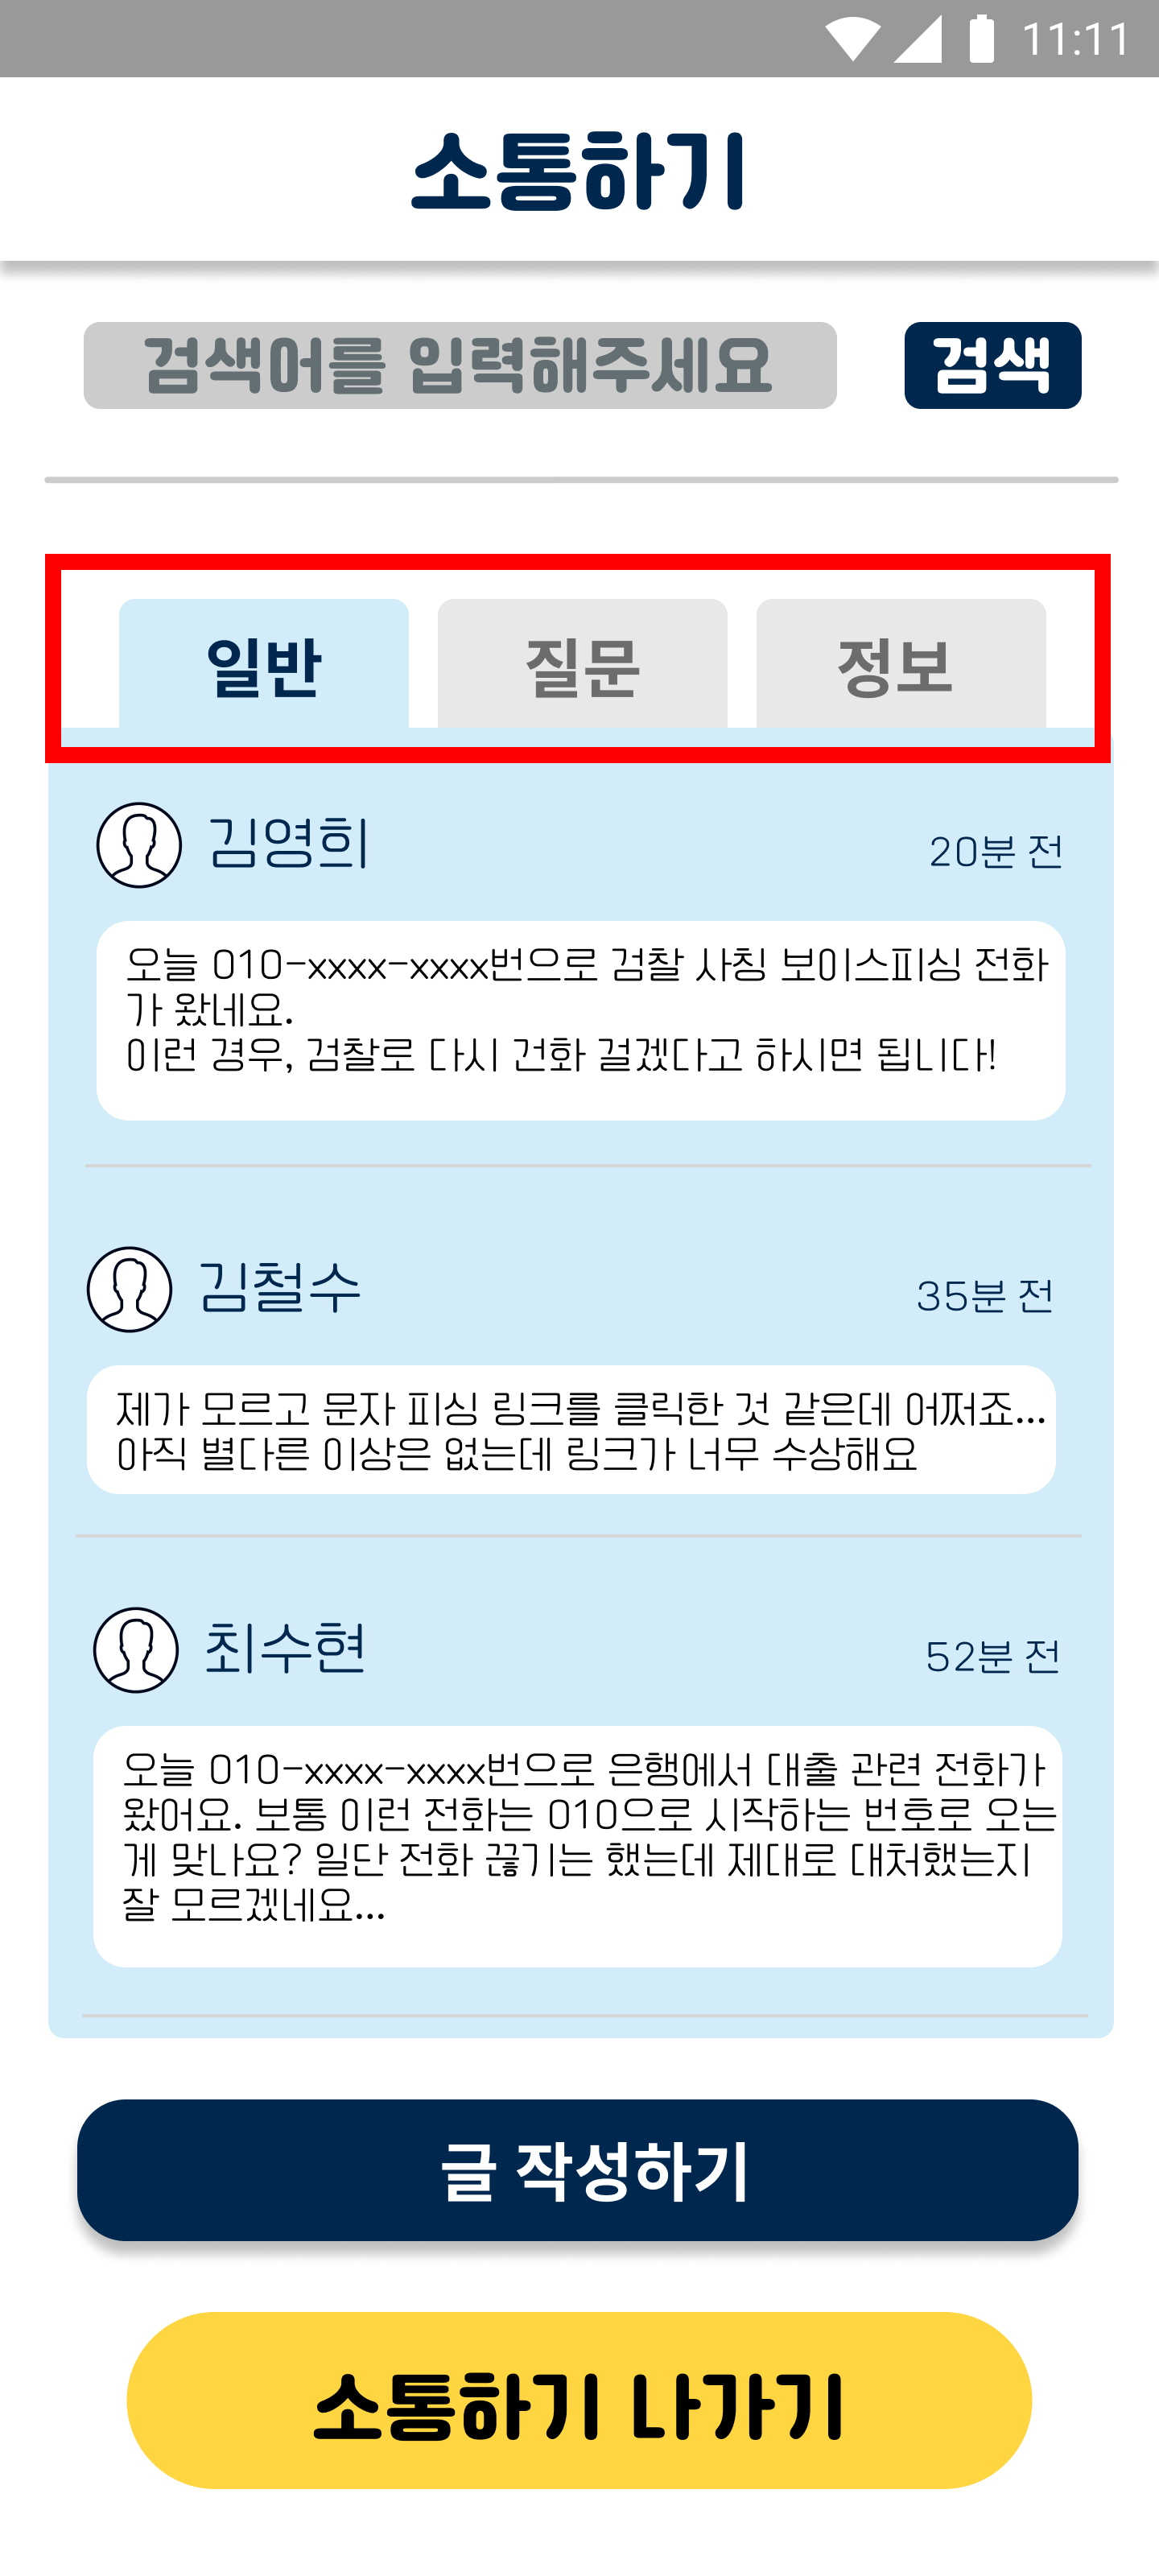 11:11
소통하기
검색어를 입력해주세요 검색
일반 질문 정보
김영희 20분 전
오늘 010-xxxx-xxxx번으로 검찰 사칭 보이스피싱 전화
가 왔네요.
이런 경우, 검찰로 다시 건화 걸겠다고 하시면 됩니다!
김철수 35분 전
제가 모르고 문자 피싱 링크를 클릭한 것 같은데 어쩌죠...
아직 별다른 이상은 없는데 링크가 너무 수상해요
최수현 52분 전
오늘 010-xxxx-xxxx번으로 은행에서 대출 관련 전화가
왔어요. 보통 이런 전화는 010으로 시작하는 번호로 오는
게 맞나요? 일단 전화 끊기는 했는데 제대로 대처했는지
잘 모르겠네요...
글 작성하기
소통하기 나가기